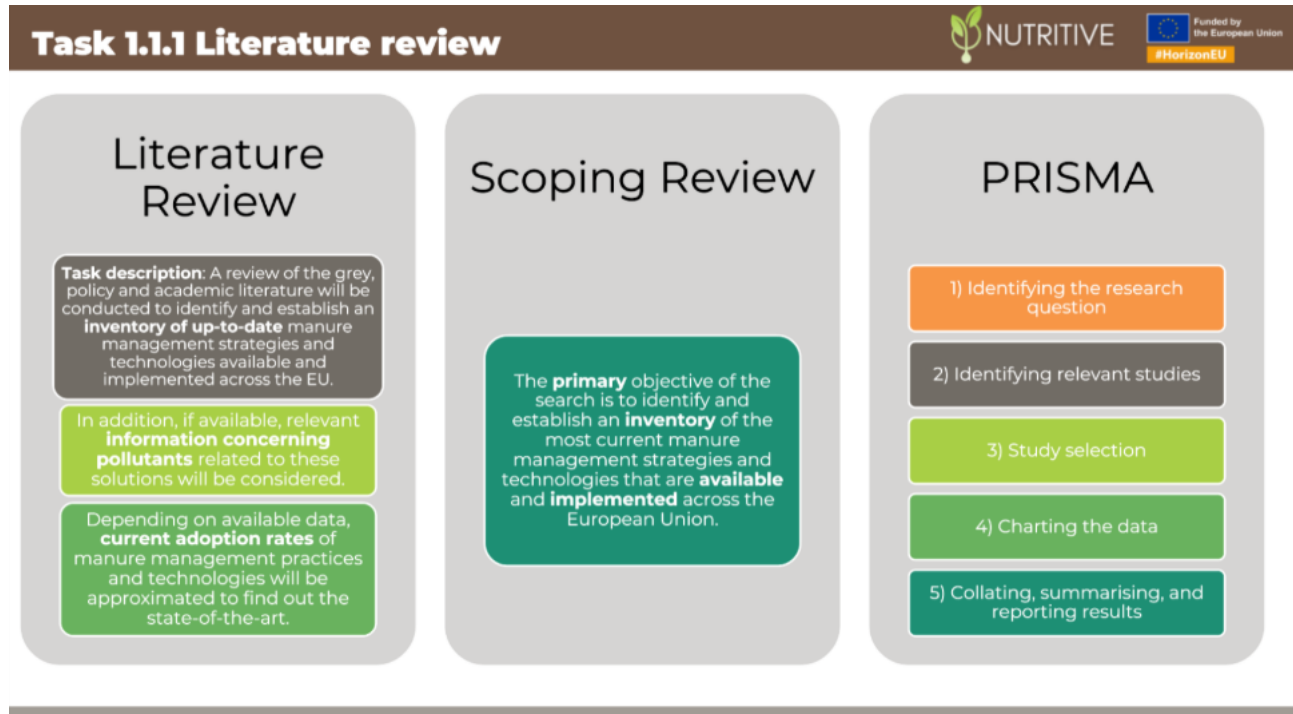 Task 1.1.1 Literature review
NUTRITIVE
Funded by
the European Union
#HorizonEU
Literature
Review
Task description: A review of the grey,
policy and academic literature will be
conducted to identify and establish an
inventory of up-to-date manure
management strategies and
technologies available and
implemented across the EU.
In addition, if available, relevant
information concerning
pollutants related to these
solutions will be considered.
Depending on available data,
current adoption rates of
manure management practices
and technologies will be
approximated to find out the
state-of-the-art.
Scoping Review
The primary objective of the
search is to identify and
establish an inventory of the
most current manure
management strategies and
technologies that are available
and implemented across the
European Union.
PRISMA
1) Identifying the research
question
2) Identifying relevant studies
3) Study selection
4) Charting the data
5) Collating, summarising, and
reporting results